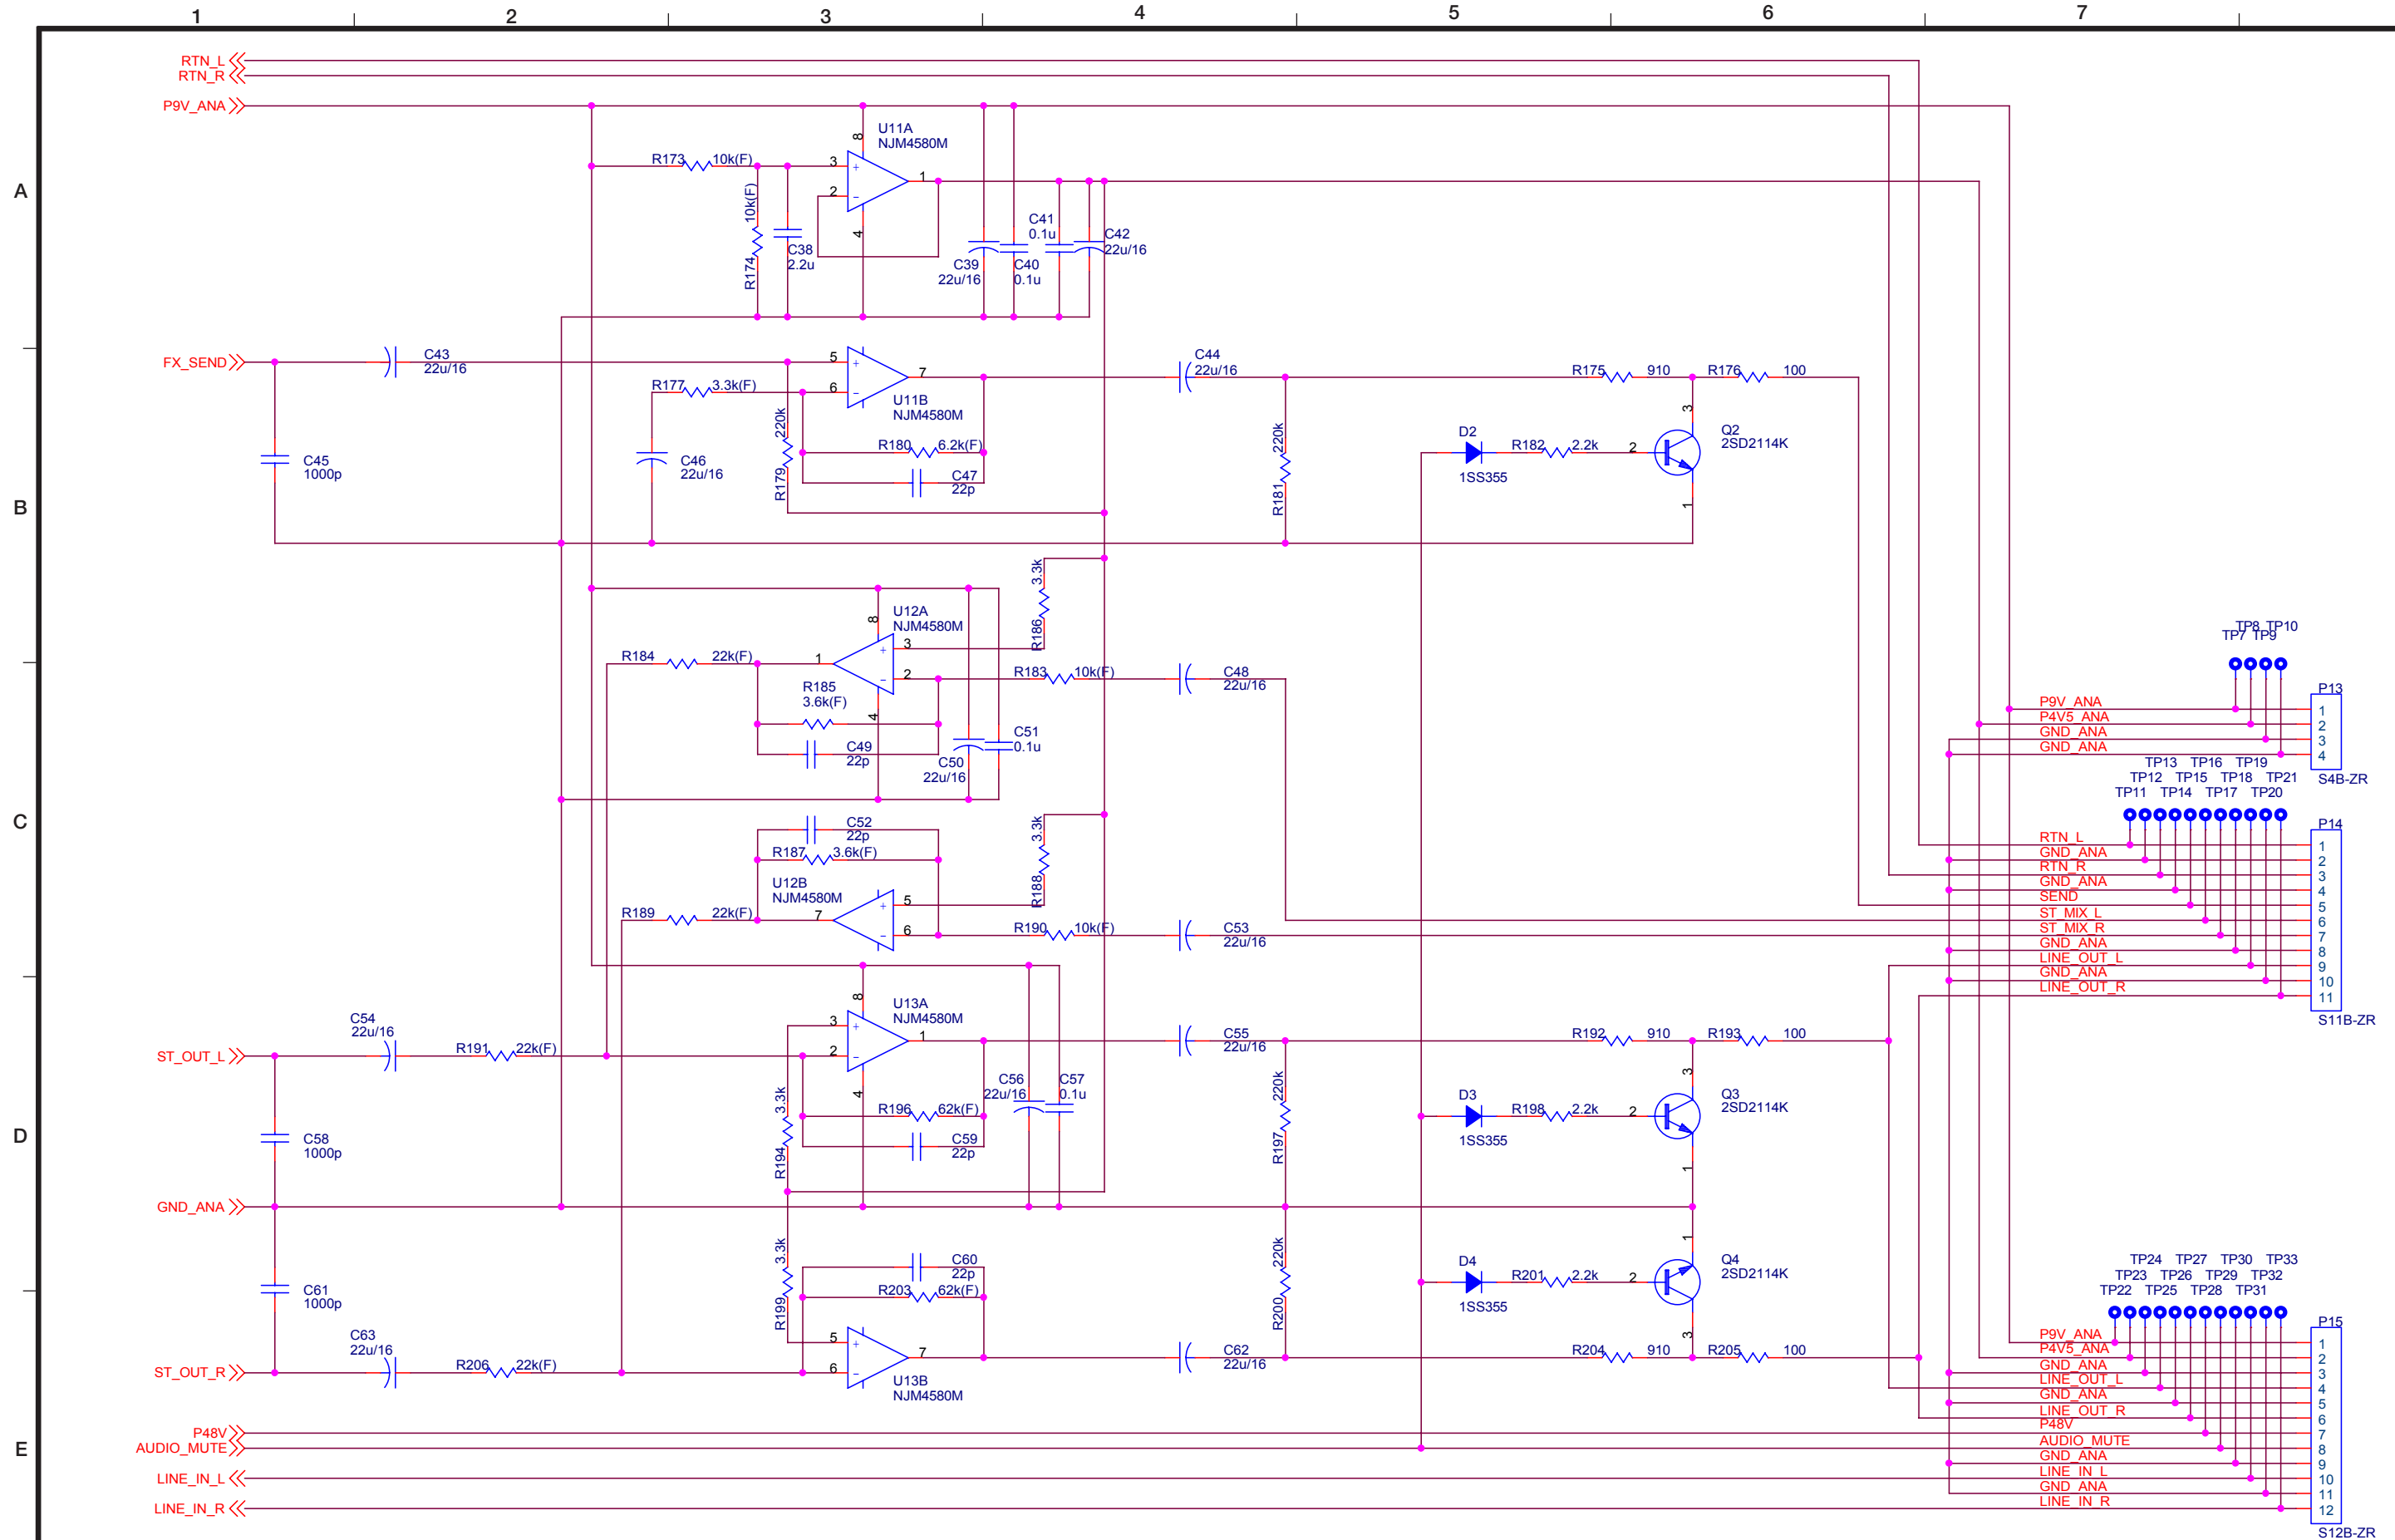 1 2 3 4 5 6 7
A
B
C
D
E
RTN_L
RTN_R
P9V_ANA
U11A
NJM4580M
8
R173 10k(F) 3
+
2
-
1
4
R174 10k(F)
C38
2.2u
C39
22u/16
C40
0.1u
C41
0.1u
C42
22u/16
FX_SEND
C43
22u/16
R177 3.3k(F)
5
+
6
-
7
U11B
NJM4580M
C44
22u/16
R175 910 R176 100
C45
1000p
C46
22u/16
R179 220k
R180 6.2k(F)
C47
22p
R181 220k
D2
1SS355
R182 2.2k 2
3
1
Q2
2SD2114K
R186 3.3k
U12A
NJM4580M
8
3
+
2
-
1
4
R184 22k(F)
R185
3.6k(F)
C49
22p
R183 10k(F)
C48
22u/16
C50
22u/16
C51
0.1u
C52
22p
R187 3.6k(F)
U12B
NJM4580M
R188 3.3k
R189 22k(F) 7
5
+
6
-
R190 10k(F)
C53
22u/16
TP7 TP8 TP9 TP10
P13
P9V_ANA 1
P4V5_ANA 2
GND_ANA 3
GND_ANA 4
S4B-ZR
TP13 TP16 TP19
TP12 TP15 TP18 TP21
TP11 TP14 TP17 TP20
P14
RTN_L 1
GND_ANA 2
RTN_R 3
GND_ANA 4
SEND 5
ST_MIX_L 6
ST_MIX_R 7
GND_ANA 8
LINE_OUT_L 9
GND_ANA 10
LINE_OUT_R 11
S11B-ZR
ST_OUT_L
C54
22u/16
R191 22k(F)
8
U13A
NJM4580M
3
+
2
-
1
4
C55
22u/16
R192 910 R193 100
C58
1000p
R194 3.3k
R196 62k(F)
C59
22p
C56
22u/16
C57
0.1u
R197 220k
D3
1SS355
R198 2.2k 2
3
1
Q3
2SD2114K
GND_ANA
C61
1000p
R199 3.3k
C60
22p
R203 62k(F)
R200 220k
D4
1SS355
R201 2.2k 2
1
3
Q4
2SD2114K
ST_OUT_R
C63
22u/16
R206 22k(F)
5
+
6
-
7
U13B
NJM4580M
C62
22u/16
R204 910 R205 100
P48V
AUDIO_MUTE
LINE_IN_L
LINE_IN_R
TP24 TP27 TP30 TP33
TP23 TP26 TP29 TP32
TP22 TP25 TP28 TP31
P15
P9V_ANA 1
P4V5_ANA 2
GND_ANA 3
LINE_OUT_L 4
GND_ANA 5
LINE_OUT_R 6
P48V 7
AUDIO_MUTE 8
GND_ANA 9
LINE_IN_L 10
GND_ANA 11
LINE_IN_R 12
S12B-ZR